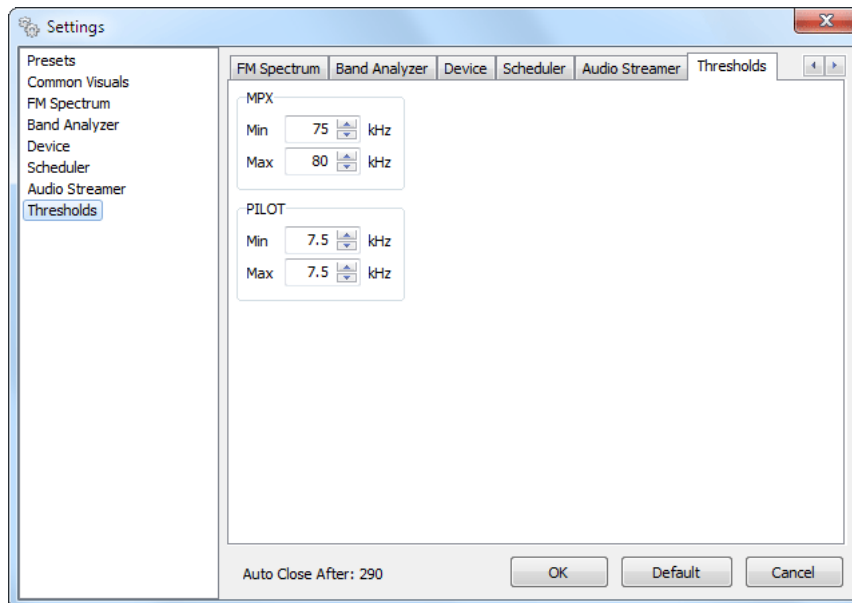 Settings
Presets
Common Visuals
FM Spectrum
Band Analyzer
Device
Scheduler
Audio Streamer
Thresholds
FM Spectrum Band Analyzer Device Scheduler Audio Streamer Thresholds
MPX
Min 75 kHz
Max 80 kHz
PILOT
Min 7.5 kHz
Max 7.5 kHz
Auto Close After: 290 OK Default Cancel